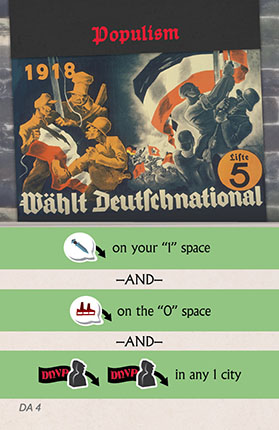 Populism
1918
Liste
5
Wählt Deutschnational
on your “I” space
–AND–
on the “O” space
–AND–
DNVP DNVP in any 1 city
DA 4